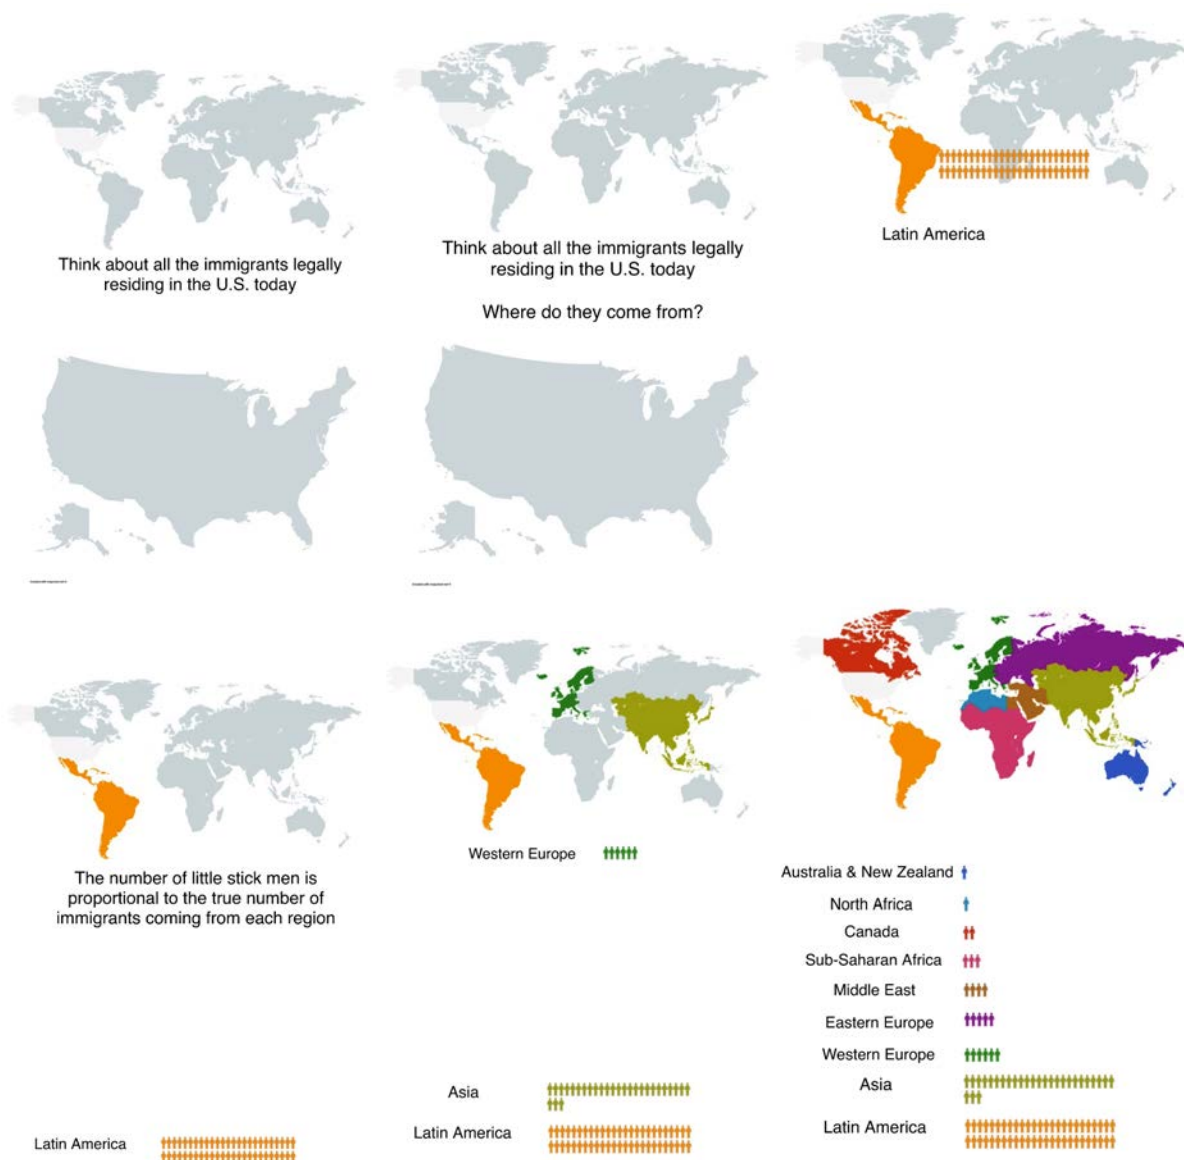 Think about all the immigrants legally
residing in the U.S. today
Think about all the immigrants legally
residing in the U.S. today
Where do they come from?
Latin America
The number of little stick men is
proportional to the true number of
immigrants coming from each region
Latin America
Western Europe
Asia
Latin America
Australia & New Zealand
North Africa
Canada
Sub-Saharan Africa
Middle East
Eastern Europe
Western Europe
Asia
Latin America